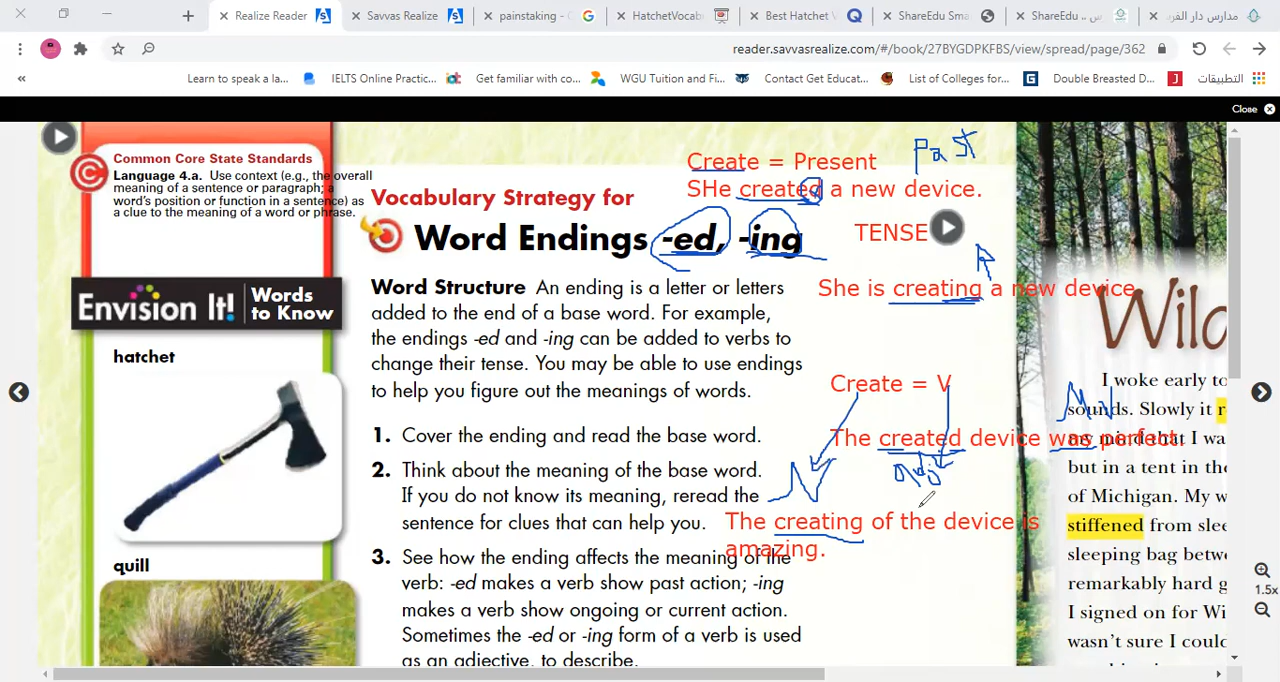 Realize Reader
Savvas Realize
painstaking - 
HatchetVocab
Best Hatchet
ShareEdu Sma
ShareEdu .. س
مدارس دار الفر
reader.savvasrealize.com/#/book/27BYGDPKFBS/view/spread/page/362
Learn to speak a la...
IELTS Online Practic...
Get familiar with co...
WGU Tuition and Fi...
Contact Get Educat...
List of Colleges for...
Double Breasted D...
التطبيقات
Close
Common Core State Standards
Language 4.a. Use context (e.g., the overall
meaning of a sentence or paragraph; a
word's position or function in a sentence) as
a clue to the meaning of a word or phrase.
Envision It! Words to Know
hatchet
quill
Vocabulary Strategy for
Word Endings -ed, -ing
Word Structure An ending is a letter or letters
added to the end of a base word. For example,
the endings -ed and -ing can be added to verbs to
change their tense. You may be able to use endings
to help you figure out the meanings of words.
1. Cover the ending and read the base word.
2. Think about the meaning of the base word.
If you do not know its meaning, reread the
sentence for clues that can help you.
3. See how the ending affects the meaning of the
verb: -ed makes a verb show past action; -ing
makes a verb show ongoing or current action.
Sometimes the -ed or -ing form of a verb is used
as an adjective, to describe.
Create = Present
Past
SHe created a new device.
TENSE
R
She is creating a new device
Create = V
M V
The created device was perfect.
N
Adj
The creating of the device is
amazing.
Wild
I woke early to
sounds. Slowly it r
my mind that I wa
but in a tent in the
of Michigan. My w
stiffened from slee
sleeping bag betwe
remarkably hard g
I signed on for Wi
wasn't sure I could
1.5x